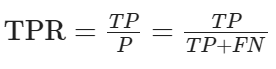 TPR = TP/P = TP/(TP+FN)